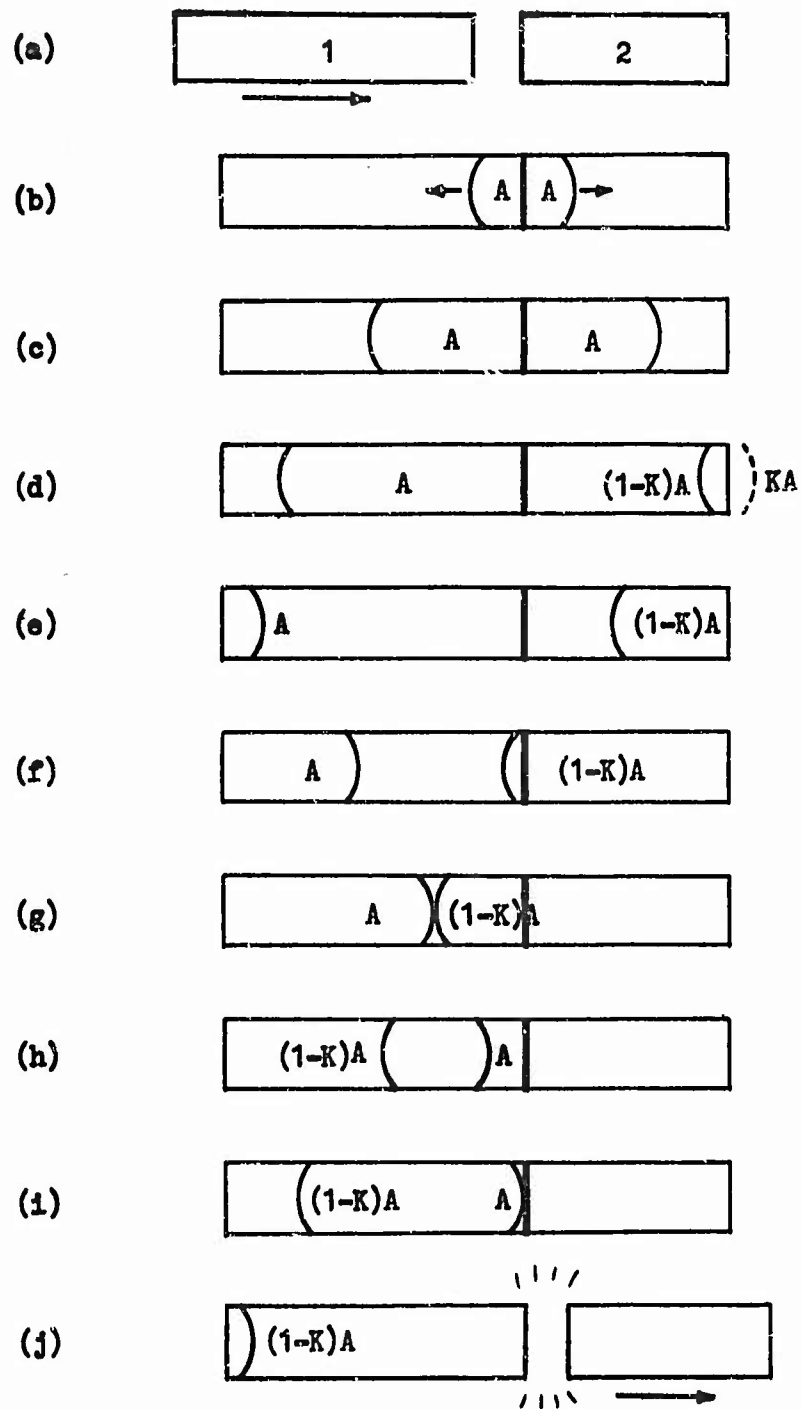 (a) 1 2
(b) A A
(c) A A
(d) A (1-K)A KA
(e) A (1-K)A
(f) A (1-K)A
(g) A (1-K)A
(h) (1-K)A A
(i) (1-K)A A
(j) (1-K)A